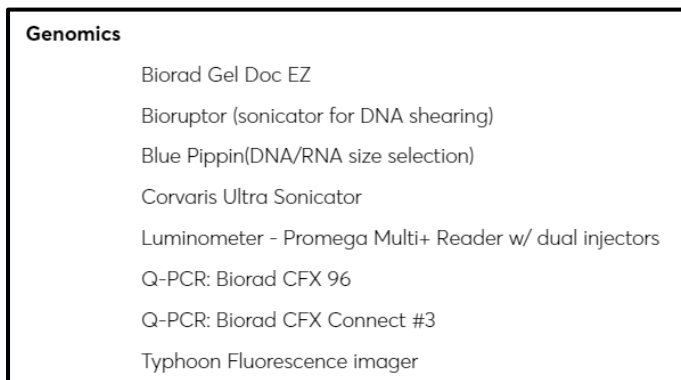 Genomics
Biorad Gel Doc EZ
Bioruptor (sonicator for DNA shearing)
Blue Pippin(DNA/RNA size selection)
Corvaris Ultra Sonicator
Luminometer - Promega Multi+ Reader w/ dual injectors
Q-PCR: Biorad CFX 96
Q-PCR: Biorad CFX Connect #3
Typhoon Fluorescence imager